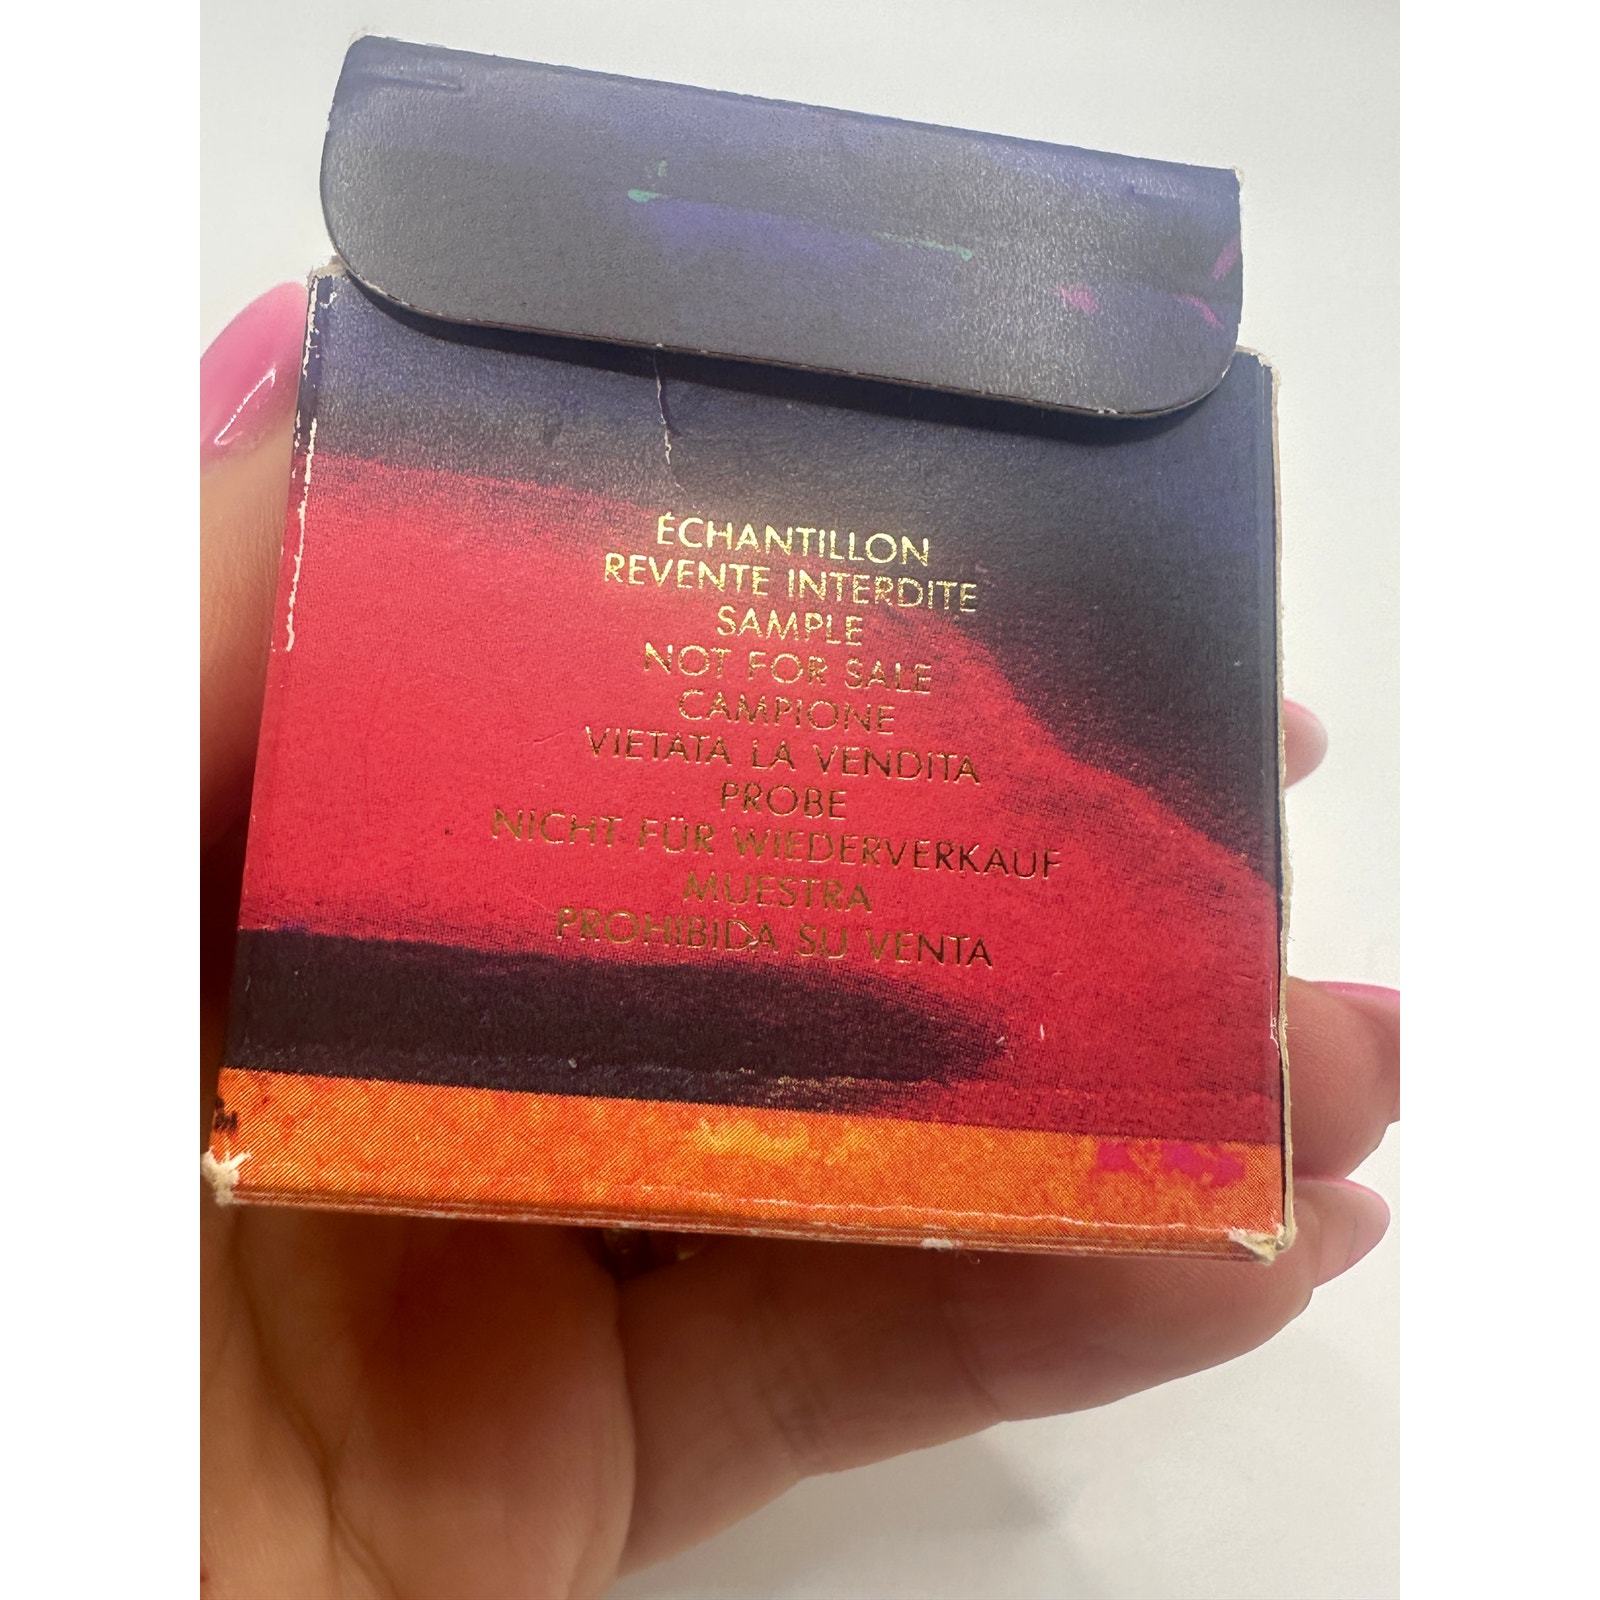 ÉCHANTILLON
REVENTE INTERDITE
SAMPLE
NOT FOR SALE
CAMPIONE
VIETATA LA VENDITA
PROBE
NICHT FÜR WIEDERVERKAUF
MUESTRA
PROHIBIDA SU VENTA